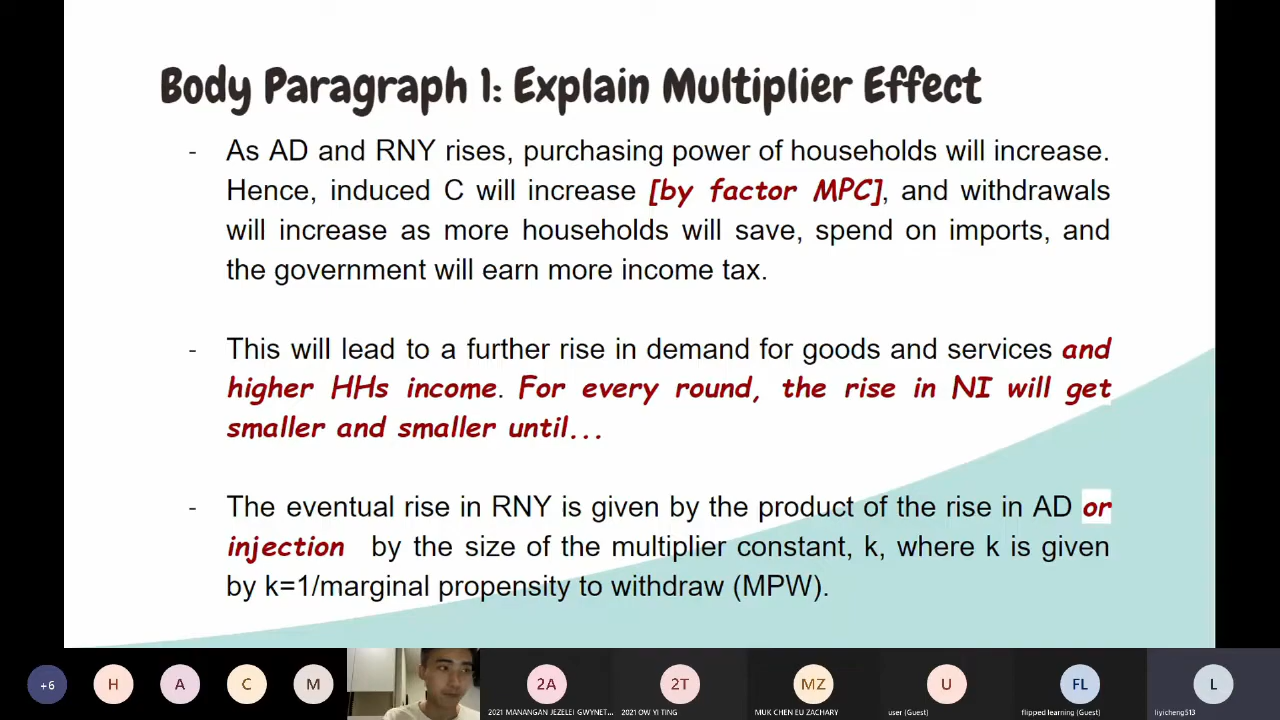 Body Paragraph 1: Explain Multiplier Effect
- As AD and RNY rises, purchasing power of households will increase.
Hence, induced C will increase [by factor MPC], and withdrawals
will increase as more households will save, spend on imports, and
the government will earn more income tax.
- This will lead to a further rise in demand for goods and services and
higher HHs income. For every round, the rise in NI will get
smaller and smaller until...
- The eventual rise in RNY is given by the product of the rise in AD or
injection by the size of the multiplier constant, k, where k is given
by k=1/marginal propensity to withdraw (MPW).
+6 H A C M 2A 2T MZ U FL L
2021 MANANGAN JEZELEI GWYNET... 2021 OW YI TING MUK CHEN EU ZACHARY user (Guest) flipped learning (Guest) liyicheng513